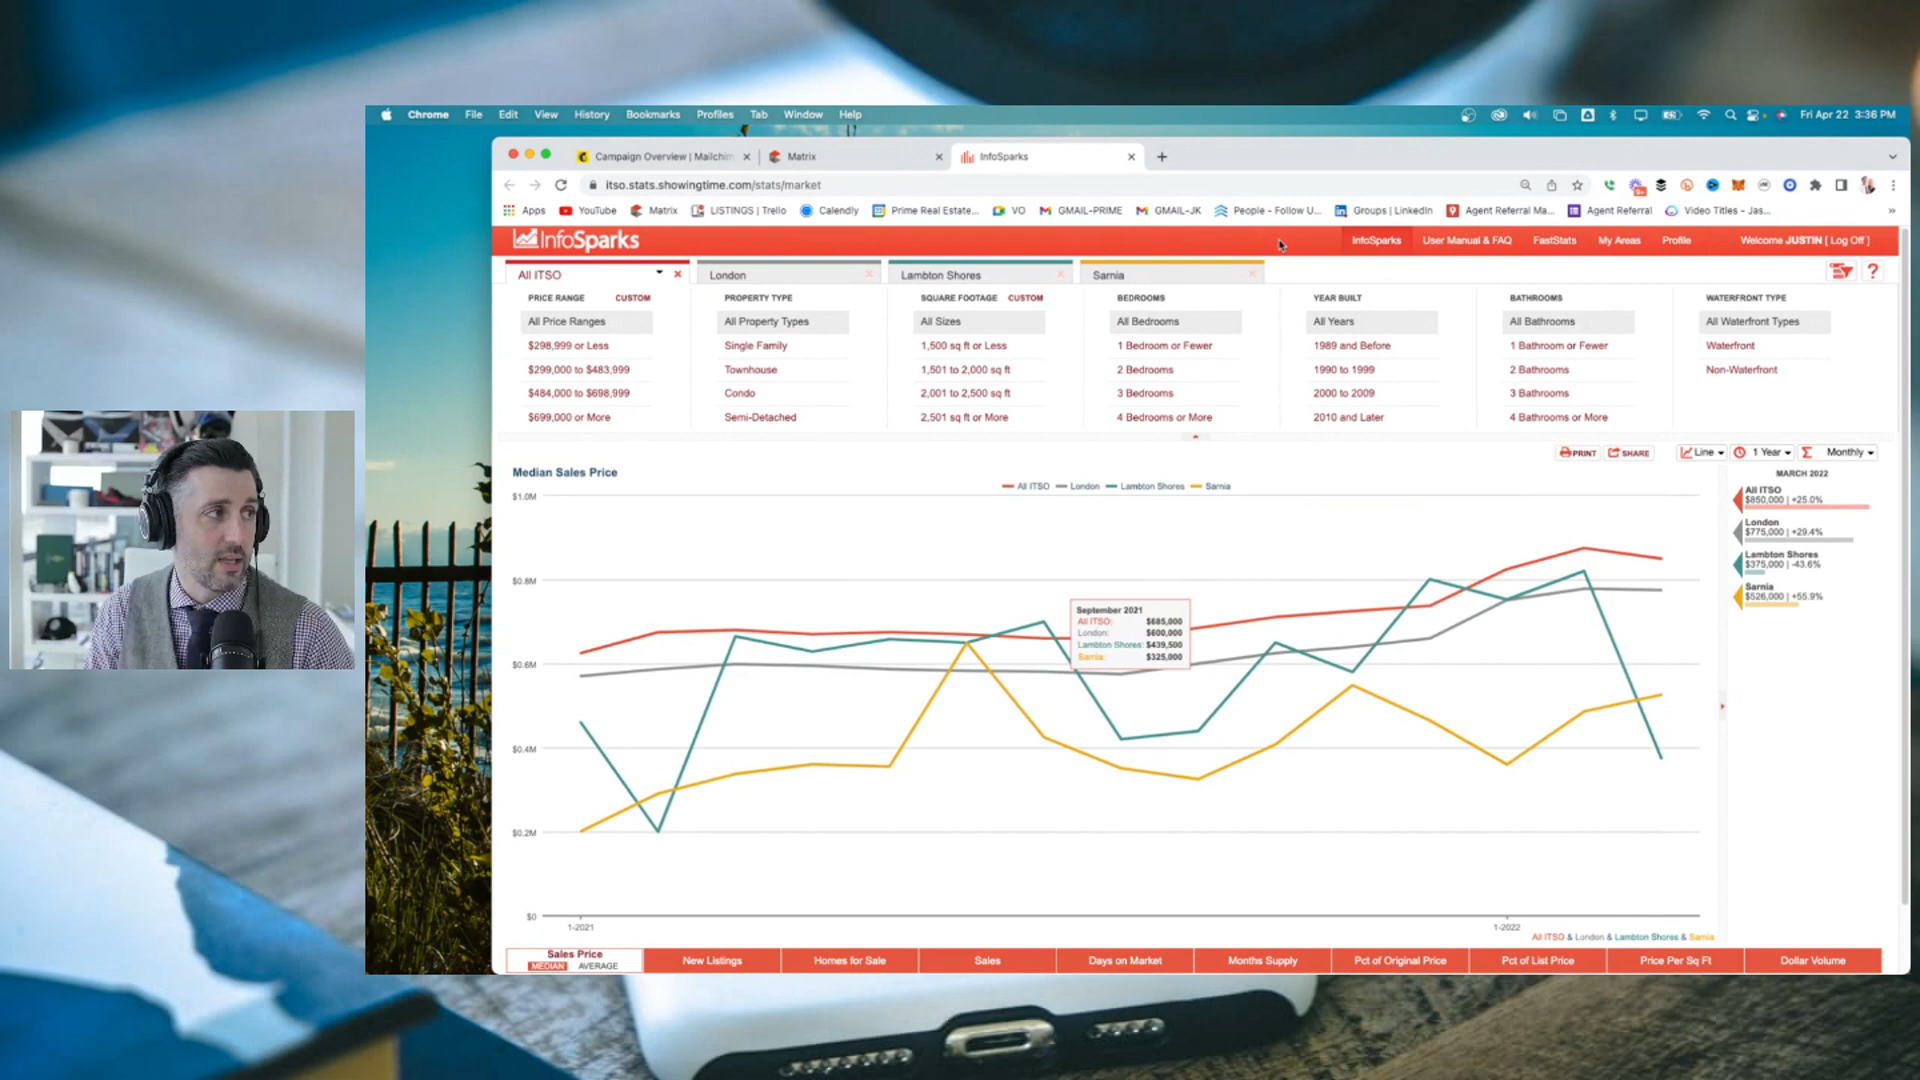 Chrome File Edit View History Bookmarks Profiles Tab Window Help
Fri Apr 22 3:36 PM
Campaign Overview | Mailchim
Matrix
InfoSparks
itso.stats.showingtime.com/stats/market
Apps YouTube Matrix LISTINGS | Trello Calendly Prime Real Estate... VO GMAIL-PRIME GMAIL-JK People - Follow U... Groups | LinkedIn Agent Referral Ma... Agent Referral Video Titles - Jas... »
InfoSparks
InfoSparks User Manual & FAQ FastStats My Areas Profile Welcome JUSTIN [ Log Off ]
All ITSO London Lambton Shores Sarnia
PRICE RANGE CUSTOM PROPERTY TYPE SQUARE FOOTAGE CUSTOM BEDROOMS YEAR BUILT BATHROOMS WATERFRONT TYPE
All Price Ranges All Property Types All Sizes All Bedrooms All Years All Bathrooms All Waterfront Types
$298,999 or Less Single Family 1,500 sq ft or Less 1 Bedroom or Fewer 1989 and Before 1 Bathroom or Fewer Waterfront
$299,000 to $483,999 Townhouse 1,501 to 2,000 sq ft 2 Bedrooms 1990 to 1999 2 Bathrooms Non-Waterfront
$484,000 to $698,999 Condo 2,001 to 2,500 sq ft 3 Bedrooms 2000 to 2009 3 Bathrooms
$699,000 or More Semi-Detached 2,501 sq ft or More 4 Bedrooms or More 2010 and Later 4 Bathrooms or More
PRINT SHARE Line 1 Year Monthly
Median Sales Price
All ITSO London Lambton Shores Sarnia
$1.0M
$0.8M
$0.6M
$0.4M
$0.2M
$0
1-2021 1-2022
September 2021
All ITSO: $685,000
London: $600,000
Lambton Shores: $439,500
Sarnia: $325,000
MARCH 2022
All ITSO
$850,000 | +25.0%
London
$775,000 | +29.4%
Lambton Shores
$375,000 | -43.6%
Sarnia
$526,000 | +55.9%
All ITSO & London & Lambton Shores & Sarnia
Sales Price
MEDIAN AVERAGE
New Listings Homes for Sale Sales Days on Market Months Supply Pct of Original Price Pct of List Price Price Per Sq Ft Dollar Volume